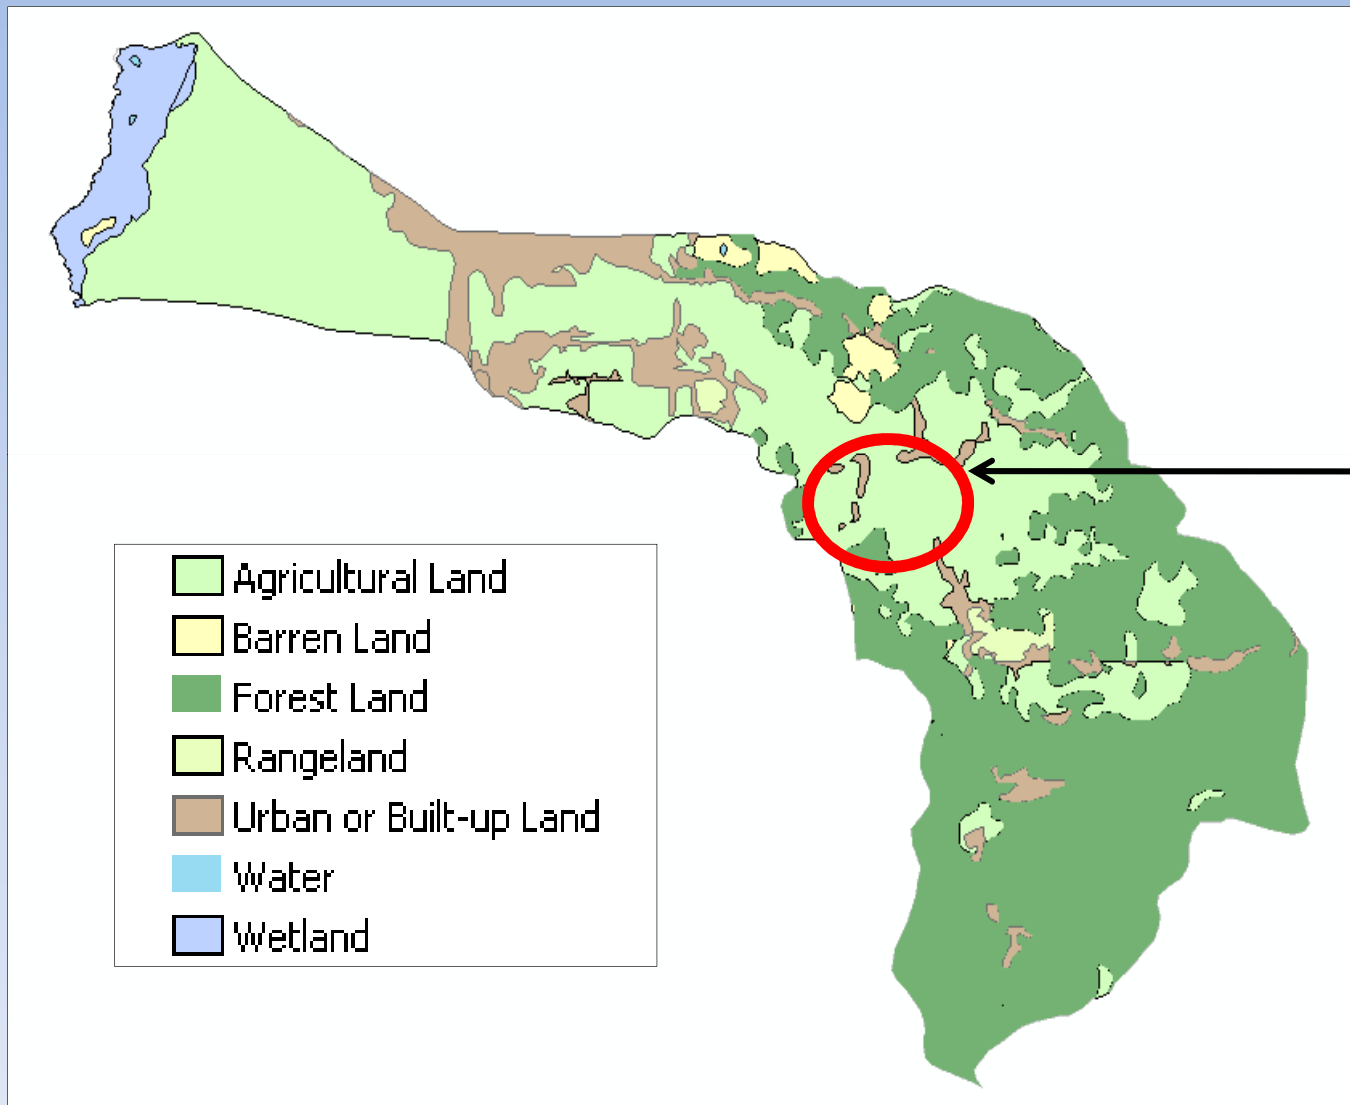 Agricultural Land
Barren Land
Forest Land
Rangeland
Urban or Built-up Land
Water
Wetland